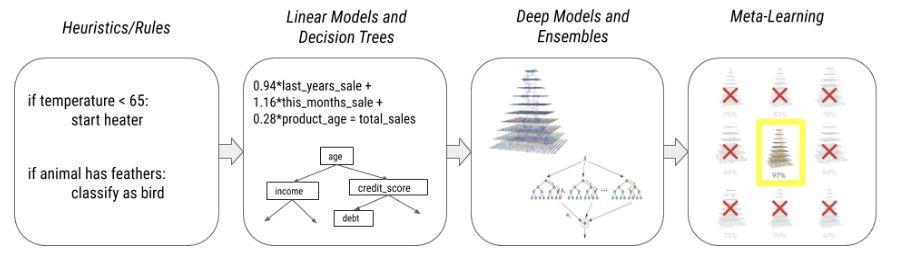 Heuristics/Rules
Linear Models and
Decision Trees
Deep Models and
Ensembles
Meta-Learning
if temperature < 65:
start heater
if animal has feathers:
classify as bird
0.94*last_years_sale +
1.16*this_months_sale +
0.28*product_age = total_sales
age
income
credit_score
debt
...
97%
75%
75%